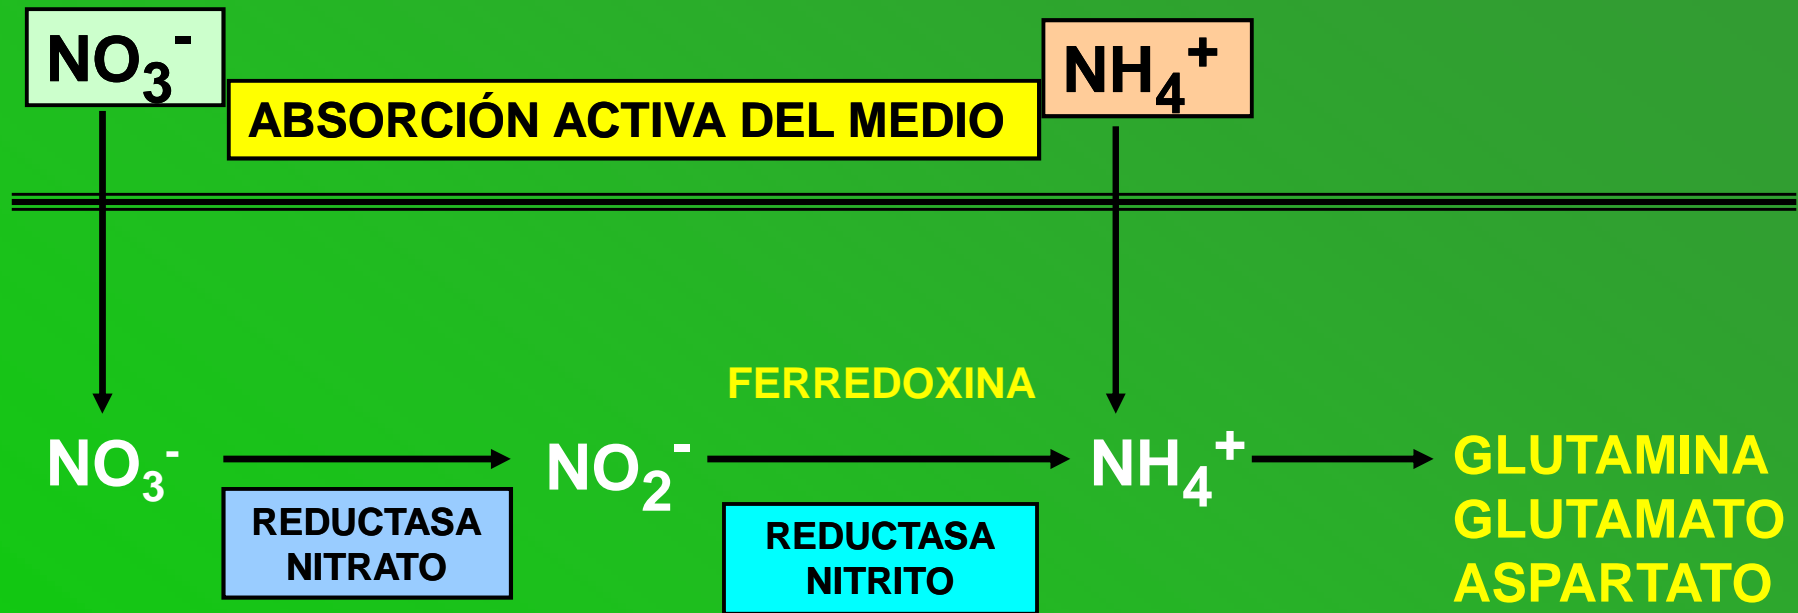 NO₃⁻
NH₄⁺
ABSORCIÓN ACTIVA DEL MEDIO
FERREDOXINA
NO₃⁻
NO₂⁻
NH₄⁺
GLUTAMINA
GLUTAMATO
ASPARTATO
REDUCTASA
NITRATO
REDUCTASA
NITRITO